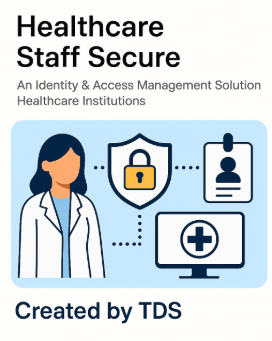 Healthcare
Staff Secure
An Identity & Access Management Solution
Healthcare Institutions
Created by TDS